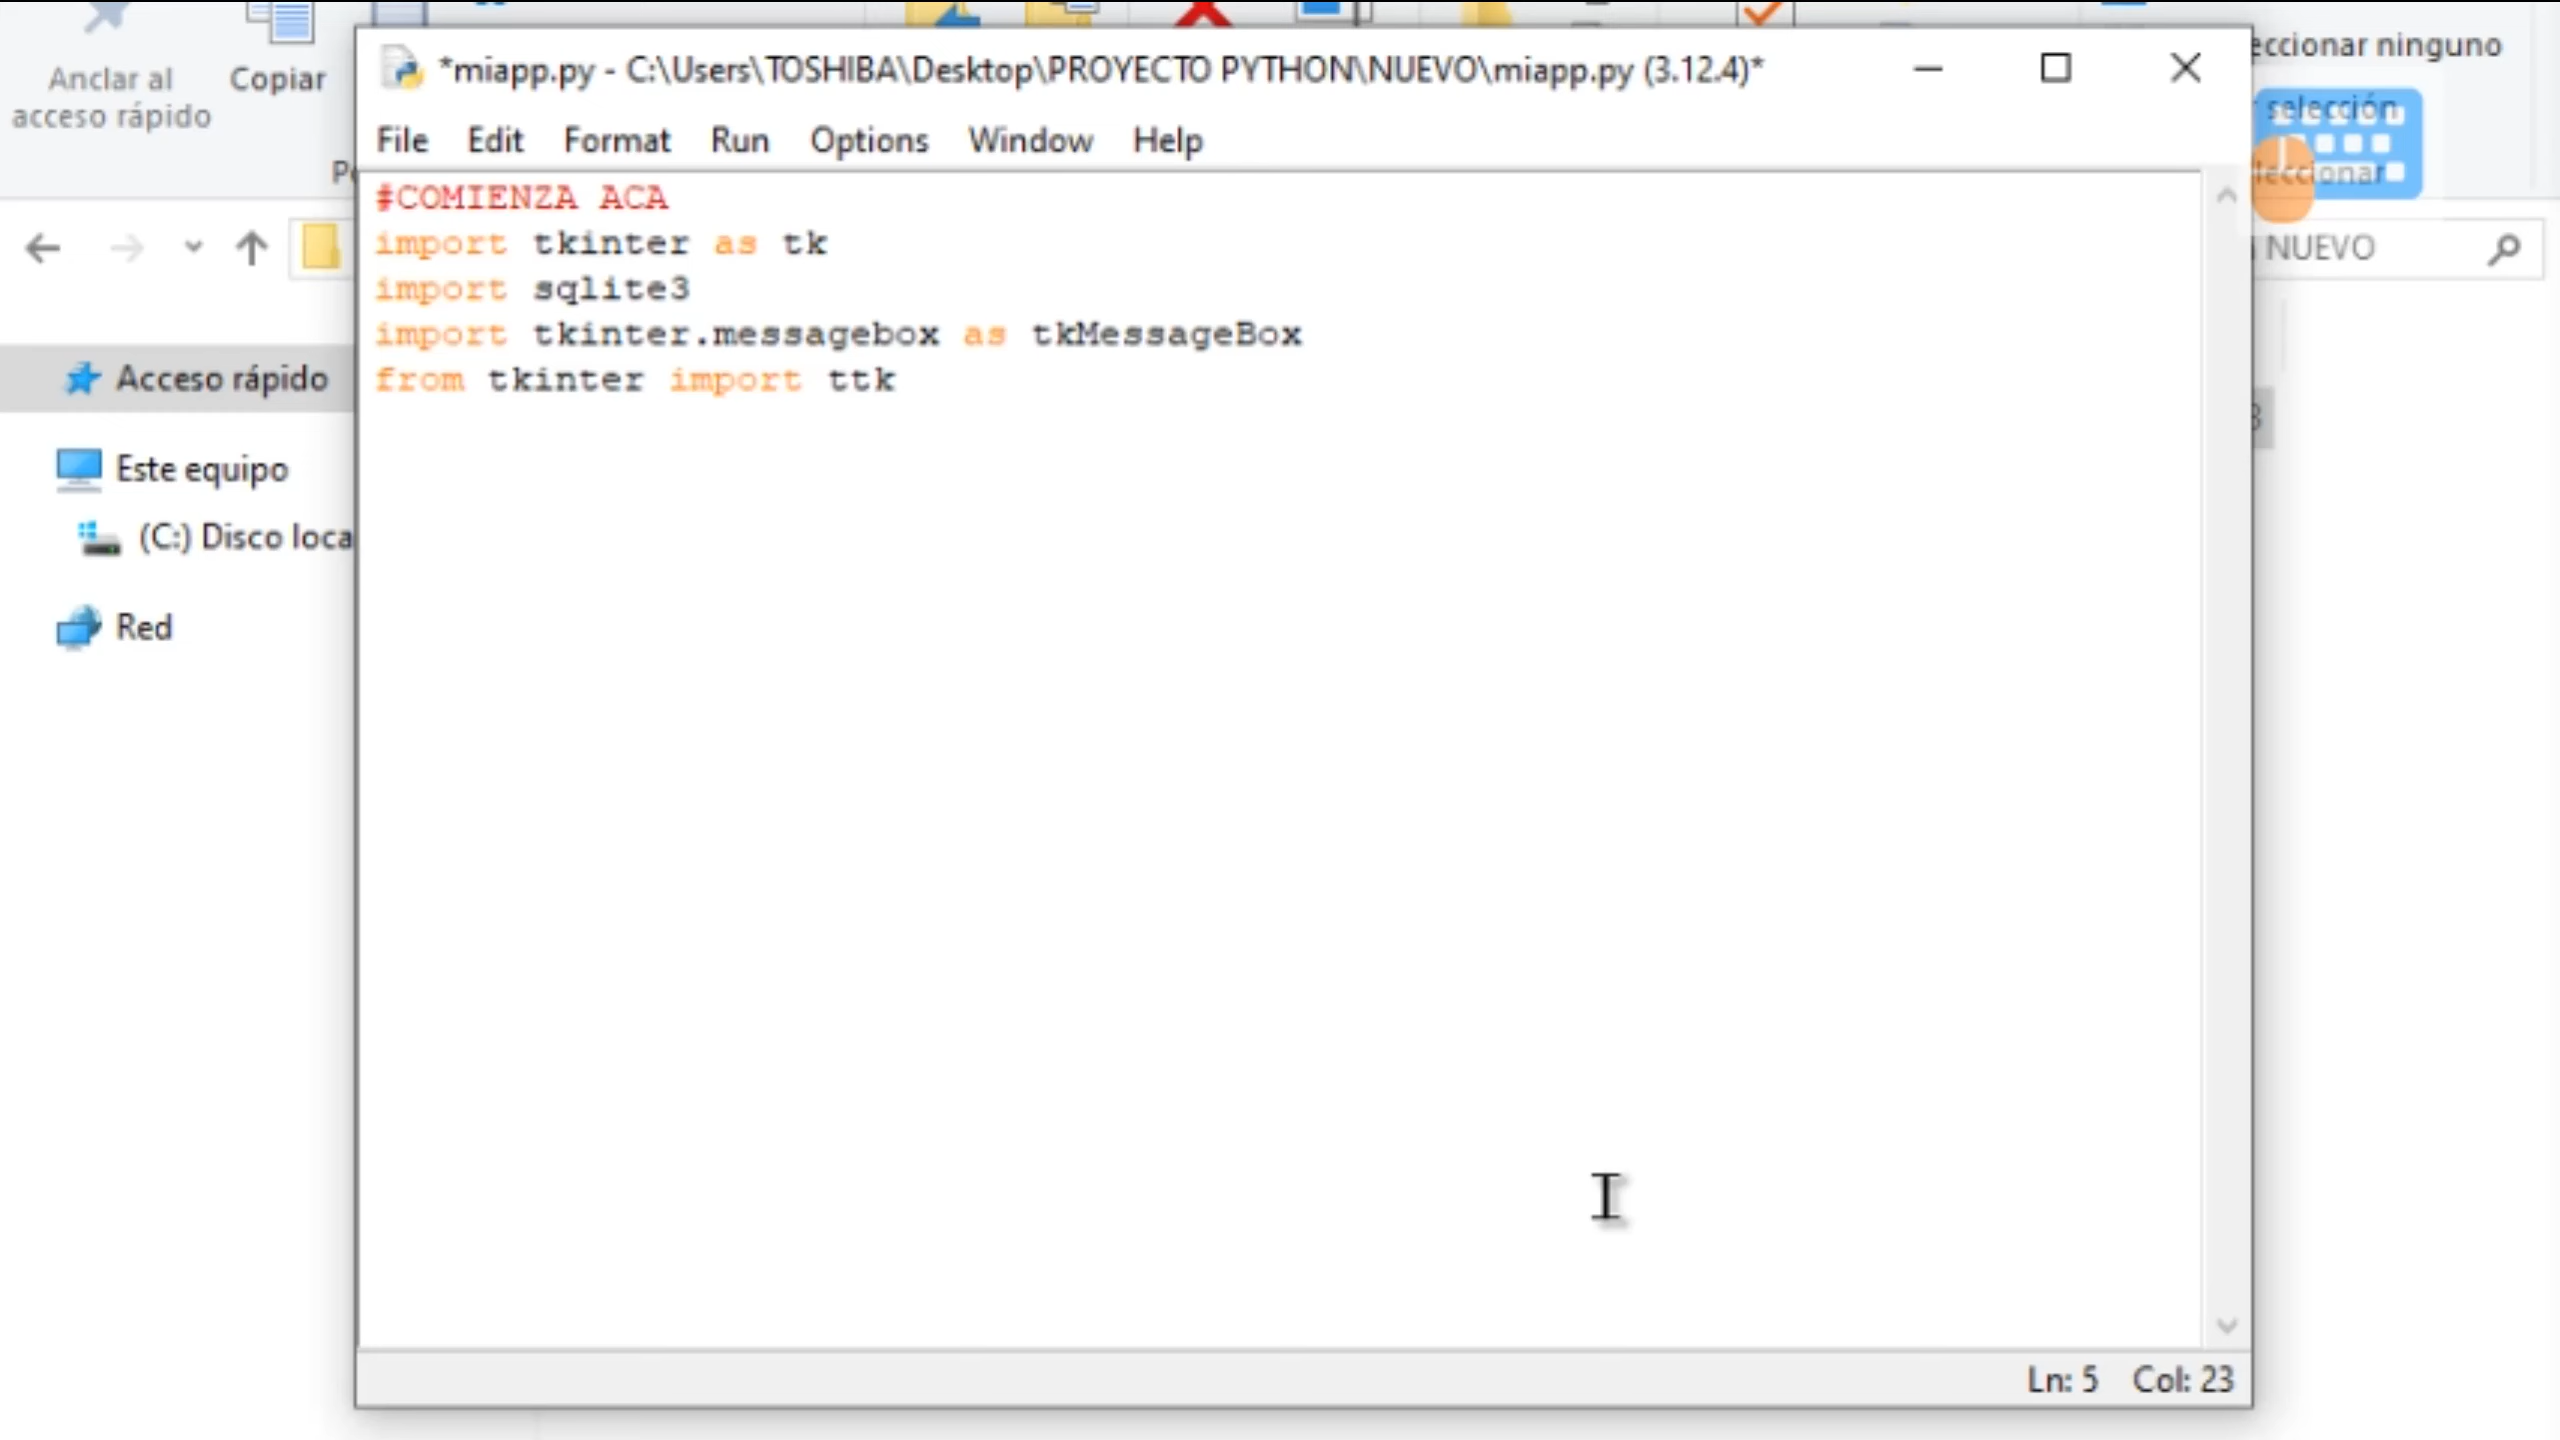 Anclar al
acceso rápido
Copiar
*miapp.py - C:\Users\TOSHIBA\Desktop\PROYECTO PYTHON\NUEVO\miapp.py (3.12.4)*
eccionar ninguno
selección
leccionar
File Edit Format Run Options Window Help
NUEVO
#COMIENZA ACA
import tkinter as tk
import sqlite3
import tkinter.messagebox as tkMessageBox
from tkinter import ttk
Acceso rápido
Este equipo
(C:) Disco loca
Red
Ln: 5 Col: 23